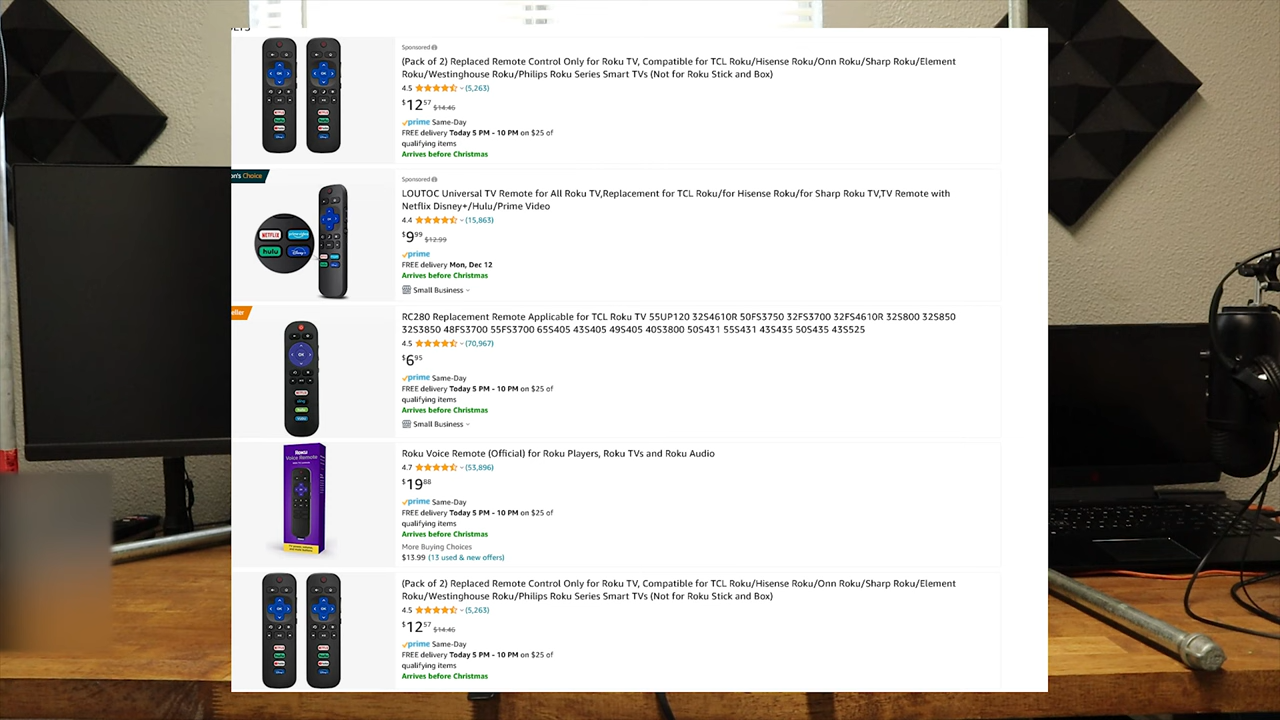 Sponsored
(Pack of 2) Replaced Remote Control Only for Roku TV, Compatible for TCL Roku/Hisense Roku/Onn Roku/Sharp Roku/Element
Roku/Westinghouse Roku/Philips Roku Series Smart TVs (Not for Roku Stick and Box)
4.5 (5,263)
$12 57 $14.46
prime Same-Day
FREE delivery Today 5 PM - 10 PM on $25 of
qualifying items
Arrives before Christmas
on's Choice
NETFLIX prime video
hulu Disney+
Sponsored
LOUTOC Universal TV Remote for All Roku TV,Replacement for TCL Roku/for Hisense Roku/for Sharp Roku TV,TV Remote with
Netflix Disney+/Hulu/Prime Video
4.4 (15,863)
$9 99 $12.99
prime
FREE delivery Mon, Dec 12
Arrives before Christmas
Small Business
eller
RC280 Replacement Remote Applicable for TCL Roku TV 55UP120 32S4610R 50FS3750 32FS3700 32FS4610R 32S800 32S850
32S3850 48FS3700 55FS3700 65S405 43S405 49S405 40S3800 50S431 55S431 43S435 50S435 43S525
4.5 (70,967)
$6 95
prime Same-Day
FREE delivery Today 5 PM - 10 PM on $25 of
qualifying items
Arrives before Christmas
Small Business
Roku
Voice Remote
Roku Voice Remote (Official) for Roku Players, Roku TVs and Roku Audio
4.7 (53,896)
$19 88
prime Same-Day
FREE delivery Today 5 PM - 10 PM on $25 of
qualifying items
Arrives before Christmas
More Buying Choices
$13.99 (13 used & new offers)
(Pack of 2) Replaced Remote Control Only for Roku TV, Compatible for TCL Roku/Hisense Roku/Onn Roku/Sharp Roku/Element
Roku/Westinghouse Roku/Philips Roku Series Smart TVs (Not for Roku Stick and Box)
4.5 (5,263)
$12 57 $14.46
prime Same-Day
FREE delivery Today 5 PM - 10 PM on $25 of
qualifying items
Arrives before Christmas